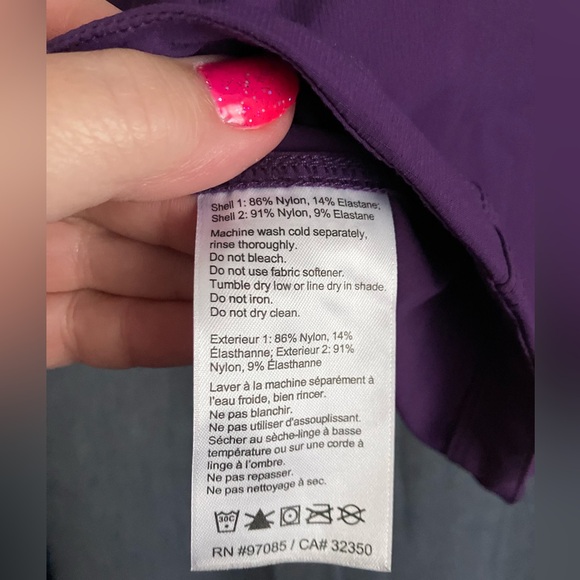 Shell 1: 86% Nylon, 14% Elastane;
Shell 2: 91% Nylon, 9% Elastane
Machine wash cold separately,
rinse thoroughly.
Do not bleach.
Do not use fabric softener.
Tumble dry low or line dry in shade.
Do not iron.
Do not dry clean.
Exterieur 1: 86% Nylon, 14%
Élasthanne; Exterieur 2: 91%
Nylon, 9% Élasthanne
Laver à la machine séparément à
l'eau froide, bien rincer.
Ne pas blanchir.
Ne pas utiliser d'assouplissant.
Sécher au sèche-linge à basse
température ou sur une corde à
linge à l'ombre.
Ne pas repasser.
Ne pas nettoyage à sec.
30C
RN #97085 / CA# 32350